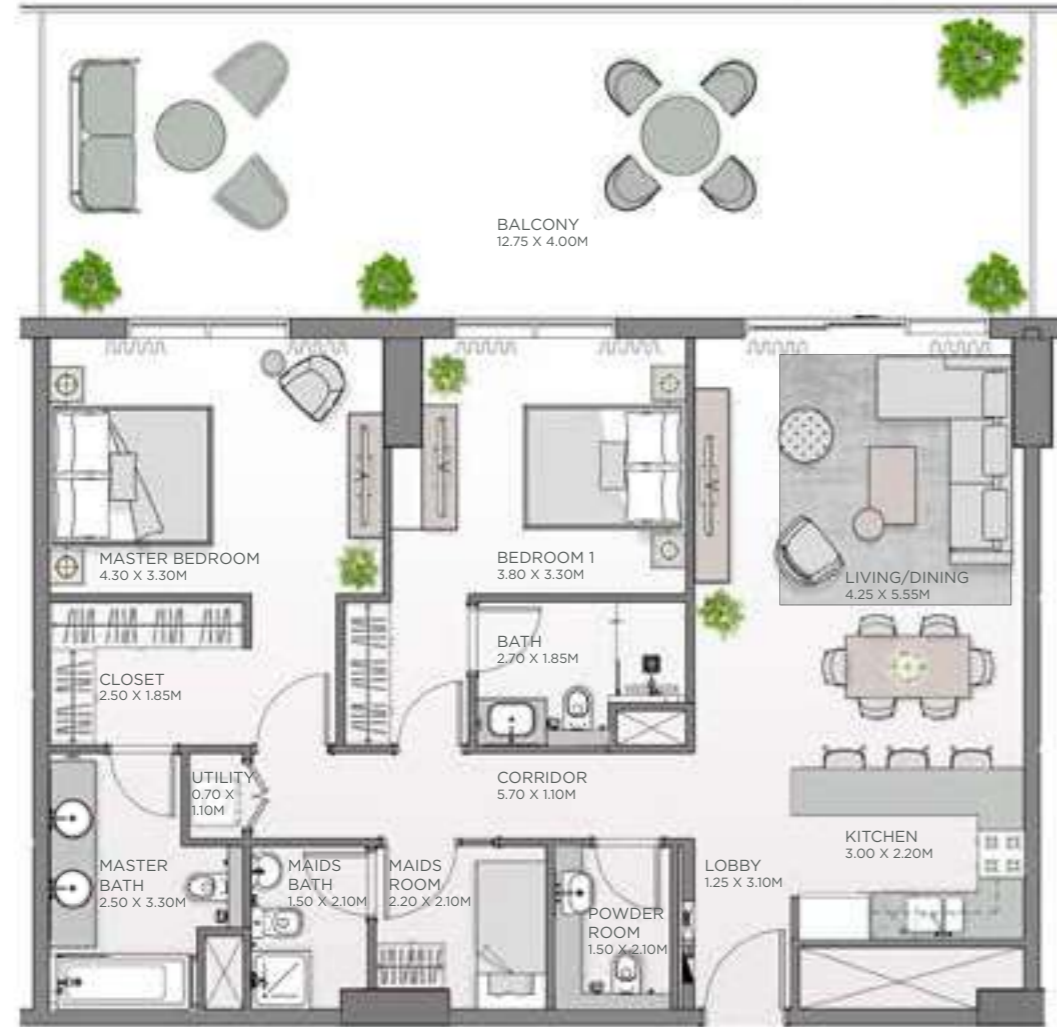 BALCONY
12.75 X 4.00M
MASTER BEDROOM
4.30 X 3.30M
BEDROOM 1
3.80 X 3.30M
LIVING/DINING
4.25 X 5.55M
BATH
2.70 X 1.85M
CLOSET
2.50 X 1.85M
UTILITY
0.70 X
1.10M
CORRIDOR
5.70 X 1.10M
KITCHEN
3.00 X 2.20M
MASTER
BATH
2.50 X 3.30M
MAIDS
BATH
1.50 X 2.10M
MAIDS
ROOM
2.20 X 2.10M
LOBBY
1.25 X 3.10M
POWDER
ROOM
1.50 X 2.10M